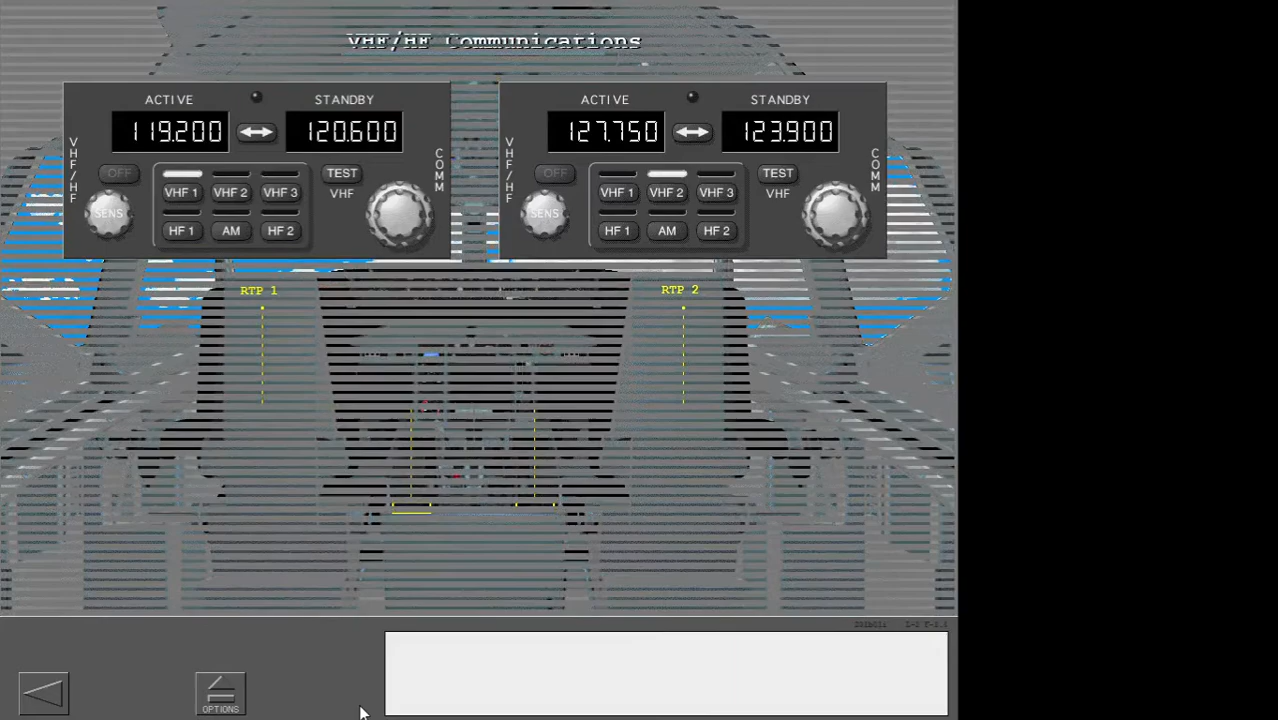 VHF/HF Communications
ACTIVE STANDBY
119.200 120.600
VHF/HF
COMM
OFF
TEST
VHF
SENS
VHF 1 VHF 2 VHF 3
HF 1 AM HF 2
ACTIVE STANDBY
127.750 123.900
VHF/HF
COMM
OFF
TEST
VHF
SENS
VHF 1 VHF 2 VHF 3
HF 1 AM HF 2
RTP 1 RTP 2
OPTIONS